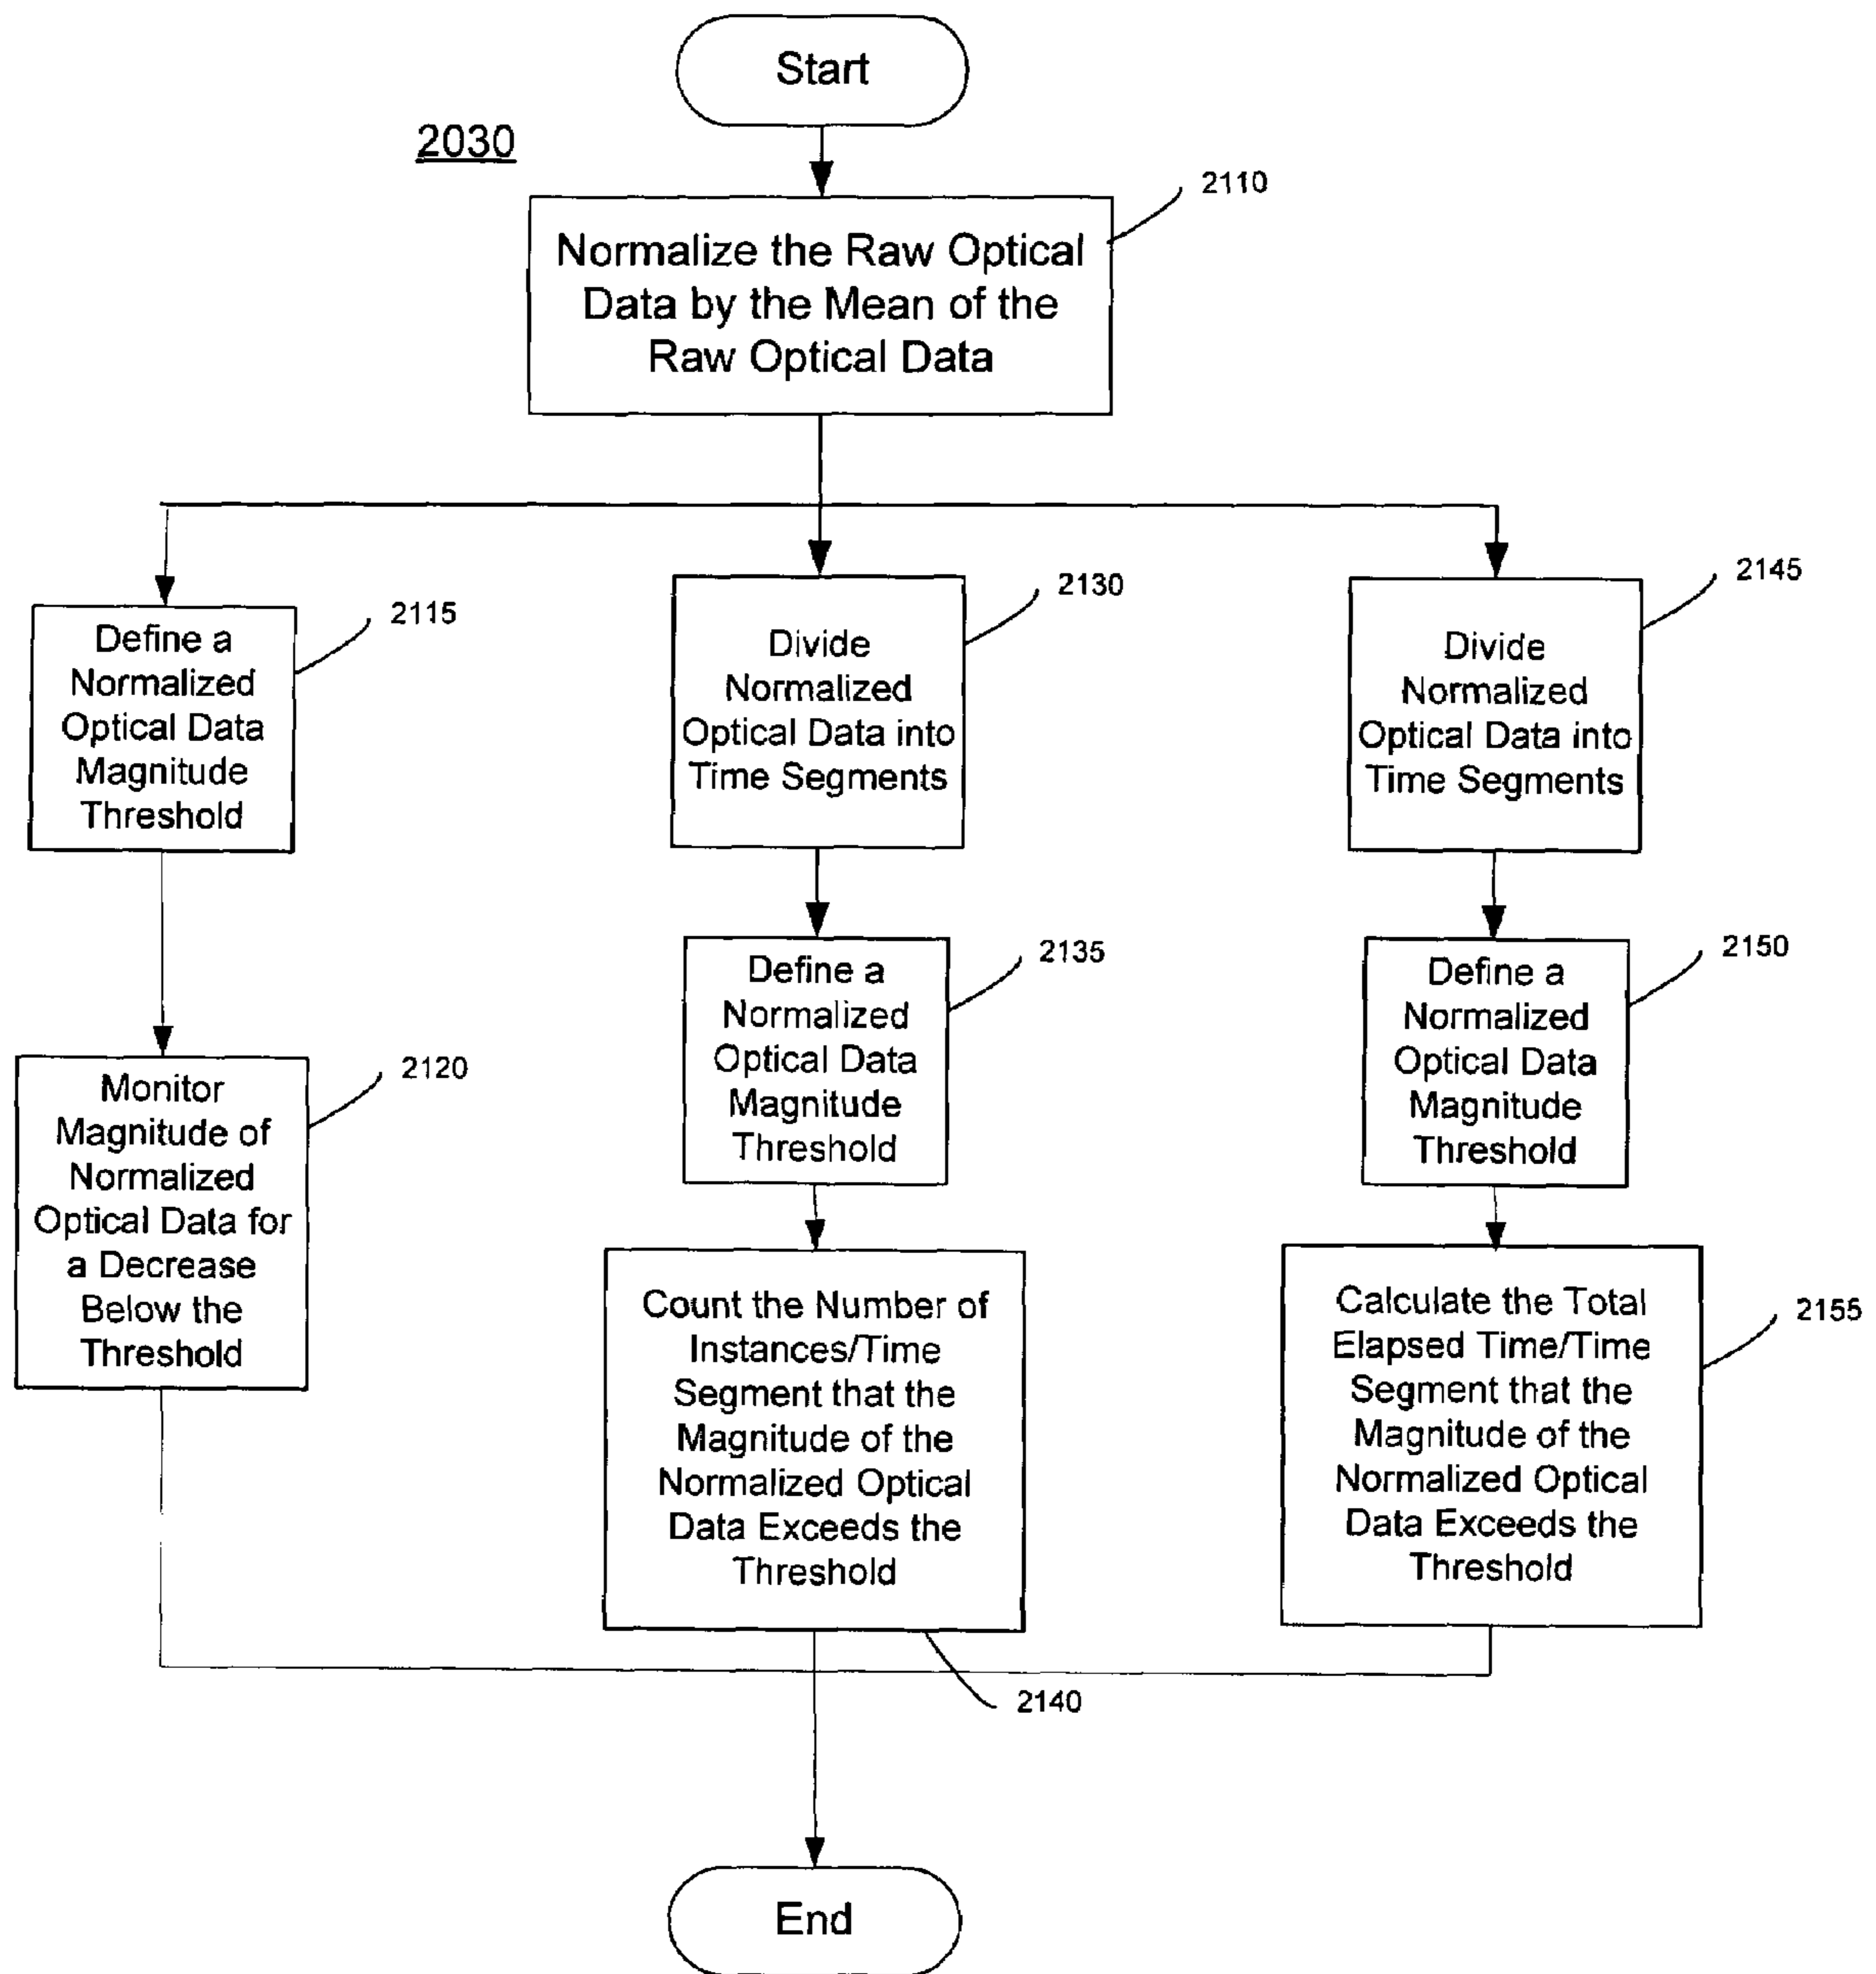 Start
2030
2110
Normalize the Raw Optical
Data by the Mean of the
Raw Optical Data
2115
Define a
Normalized
Optical Data
Magnitude
Threshold
2120
Monitor
Magnitude of
Normalized
Optical Data for
a Decrease
Below the
Threshold
2130
Divide
Normalized
Optical Data into
Time Segments
2135
Define a
Normalized
Optical Data
Magnitude
Threshold
Count the Number of
Instances/Time
Segment that the
Magnitude of the
Normalized Optical
Data Exceeds the
Threshold
2140
2145
Divide
Normalized
Optical Data into
Time Segments
2150
Define a
Normalized
Optical Data
Magnitude
Threshold
2155
Calculate the Total
Elapsed Time/Time
Segment that the
Magnitude of the
Normalized Optical
Data Exceeds the
Threshold
End